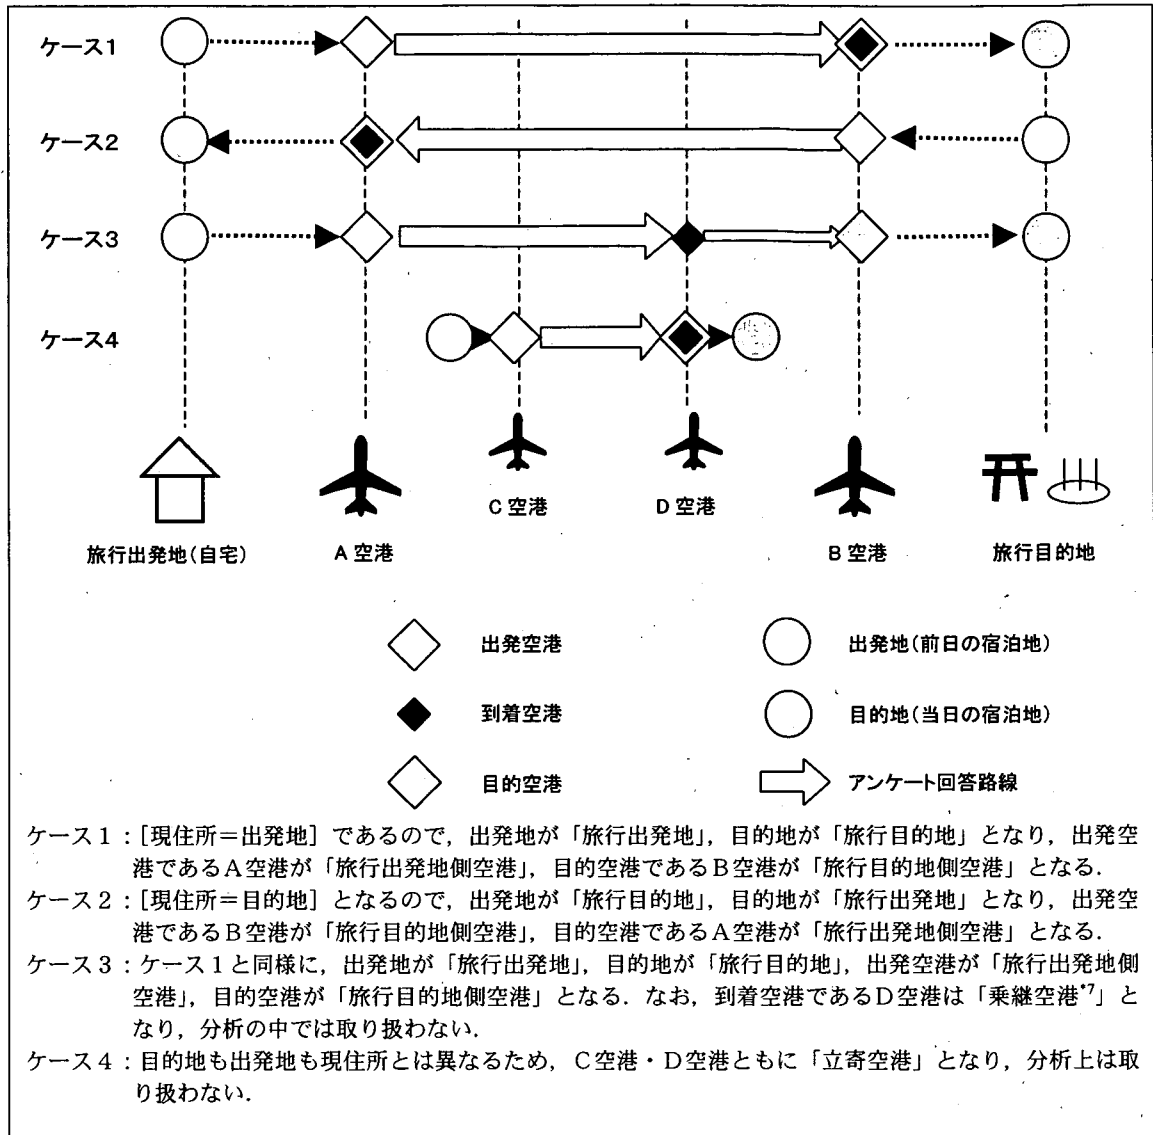 ケース1
ケース2
ケース3
ケース4
C 空港
D 空港
旅行出発地(自宅)
A 空港
B 空港
旅行目的地
出発空港
出発地(前日の宿泊地)
到着空港
目的地(当日の宿泊地)
目的空港
アンケート回答路線
ケース1：[現住所＝出発地] であるので，出発地が「旅行出発地」，目的地が「旅行目的地」となり，出発空
港であるA空港が「旅行出発地側空港」，目的空港であるB空港が「旅行目的地側空港」となる．
ケース2：[現住所＝目的地] となるので，出発地が「旅行目的地」，目的地が「旅行出発地」となり，出発空
港であるB空港が「旅行目的地側空港」，目的空港であるA空港が「旅行出発地側空港」となる．
ケース3：ケース1と同様に，出発地が「旅行出発地」，目的地が「旅行目的地」，出発空港が「旅行出発地側
空港」，目的空港が「旅行目的地側空港」となる．なお，到着空港であるD空港は「乗継空港*7」と
なり，分析の中では取り扱わない．
ケース4：目的地も出発地も現住所とは異なるため，C空港・D空港ともに「立寄空港」となり，分析上は取
り扱わない．